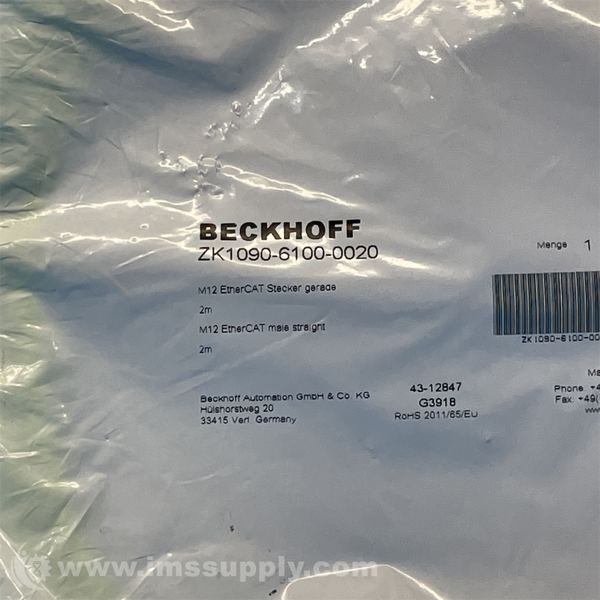 BECKHOFF
ZK1090-6100-0020
Menge 1
M12 EtherCAT Stecker gerade
2m
M12 EtherCAT male straight
2m
ZK1090-6100-00
Beckhoff Automation GmbH & Co. KG
Hülshorstweg 20
33415 Verl, Germany
43-12847
G3918
RoHS 2011/65/EU
Ma
Phone: +4
Fax: +49(
www
www.imssupply.com